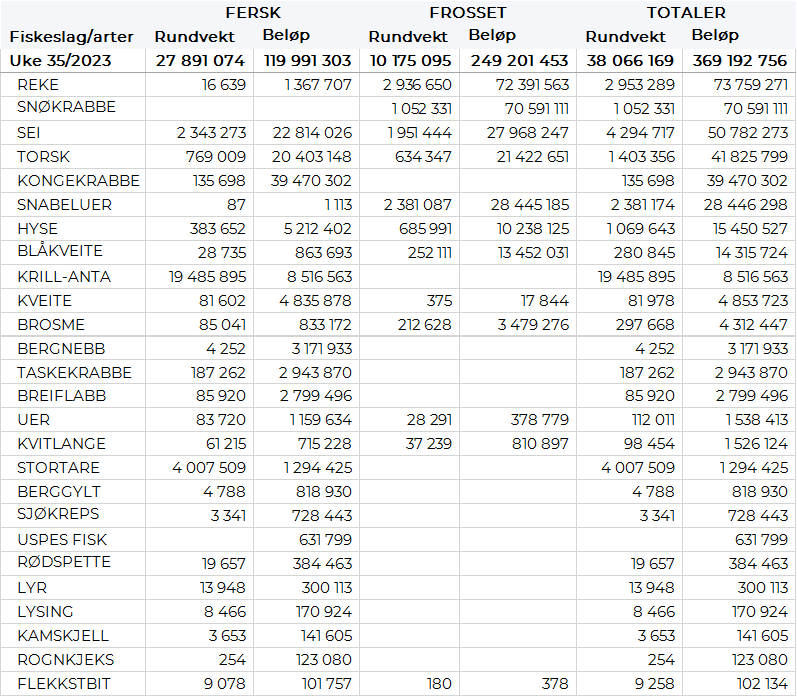 FERSK FROSSET TOTALER
Fiskeslag/arter Rundvekt Beløp Rundvekt Beløp Rundvekt Beløp
Uke 35/2023 27 891 074 119 991 303 10 175 095 249 201 453 38 066 169 369 192 756
REKE 16 639 1 367 707 2 936 650 72 391 563 2 953 289 73 759 271
SNØKRABBE 1 052 331 70 591 111 1 052 331 70 591 111
SEI 2 343 273 22 814 026 1 951 444 27 968 247 4 294 717 50 782 273
TORSK 769 009 20 403 148 634 347 21 422 651 1 403 356 41 825 799
KONGEKRABBE 135 698 39 470 302 135 698 39 470 302
SNABELUER 87 1 113 2 381 087 28 445 185 2 381 174 28 446 298
HYSE 383 652 5 212 402 685 991 10 238 125 1 069 643 15 450 527
BLÅKVEITE 28 735 863 693 252 111 13 452 031 280 845 14 315 724
KRILL-ANTA 19 485 895 8 516 563 19 485 895 8 516 563
KVEITE 81 602 4 835 878 375 17 844 81 978 4 853 723
BROSME 85 041 833 172 212 628 3 479 276 297 668 4 312 447
BERGNEBB 4 252 3 171 933 4 252 3 171 933
TASKEKRABBE 187 262 2 943 870 187 262 2 943 870
BREIFLABB 85 920 2 799 496 85 920 2 799 496
UER 83 720 1 159 634 28 291 378 779 112 011 1 538 413
KVITLANGE 61 215 715 228 37 239 810 897 98 454 1 526 124
STORTARE 4 007 509 1 294 425 4 007 509 1 294 425
BERGGYLT 4 788 818 930 4 788 818 930
SJØKREPS 3 341 728 443 3 341 728 443
USPES FISK 631 799 631 799
RØDSPETTE 19 657 384 463 19 657 384 463
LYR 13 948 300 113 13 948 300 113
LYSING 8 466 170 924 8 466 170 924
KAMSKJELL 3 653 141 605 3 653 141 605
ROGNKJEKS 254 123 080 254 123 080
FLEKKSTBIT 9 078 101 757 180 378 9 258 102 134